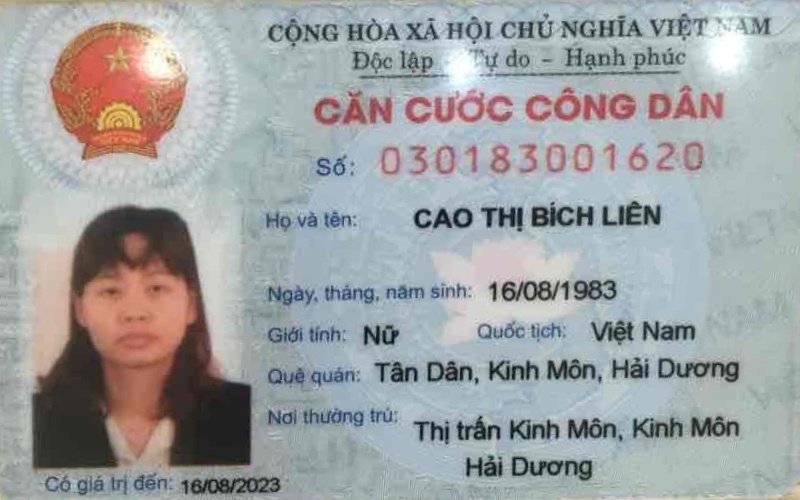 CỘNG HÒA XÃ HỘI CHỦ NGHĨA VIỆT NAM
Độc lập - Tự do - Hạnh phúc
CĂN CƯỚC CÔNG DÂN
Số: 030183001620
Họ và tên: CAO THỊ BÍCH LIÊN
Ngày, tháng, năm sinh: 16/08/1983
Giới tính: Nữ Quốc tịch: Việt Nam
Quê quán: Tân Dân, Kinh Môn, Hải Dương
Nơi thường trú: Thị trấn Kinh Môn, Kinh Môn
Hải Dương
Có giá trị đến: 16/08/2023